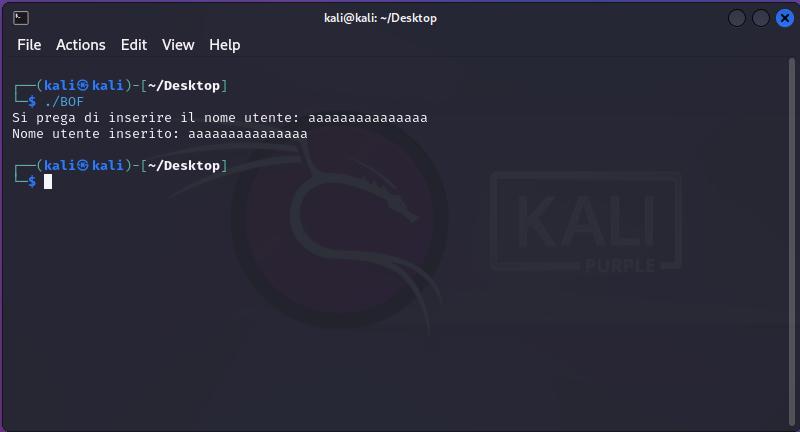 kali@kali: ~/Desktop
File Actions Edit View Help
┌──(kali㉿kali)-[~/Desktop]
└─$ ./BOF
Si prega di inserire il nome utente: aaaaaaaaaaaaaaa
Nome utente inserito: aaaaaaaaaaaaaaa
┌──(kali㉿kali)-[~/Desktop]
└─$
KALI
PURPLE